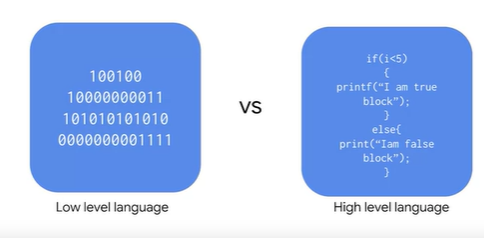 100100
10000000011
101010101010
0000000001111
Low level language
vs
if(i<5)
{
printf(“I am true
block”);
}
else{
print(“Iam false
block”);
}
High level language